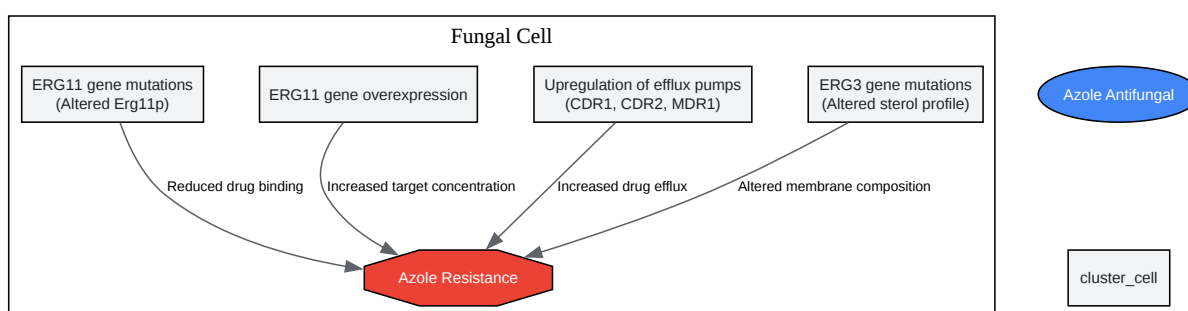 Fungal Cell
ERG11 gene mutations
(Altered Erg11p)
ERG11 gene overexpression
Upregulation of efflux pumps
(CDR1, CDR2, MDR1)
ERG3 gene mutations
(Altered sterol profile)
Azole Antifungal
Reduced drug binding
Increased target concentration
Increased drug efflux
Altered membrane composition
Azole Resistance
cluster_cell